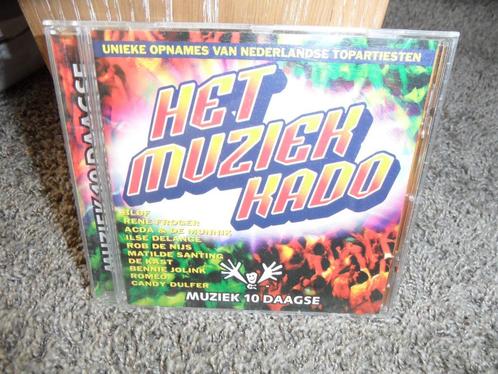 UNIEKE OPNAMES VAN NEDERLANDSE TOPARTIESTEN
HET
MUZIEK
KADO
BLØF
RENE FROGER
ACDA & DE MUNNIK
ILSE DELANGE
ROB DE NIJS
MATILDE SANTING
DE KAST
BENNIE JOLINK
ROMEO
CANDY DULFER
MUZIEK 10 DAAGSE
MUZIEK 10 DAAGSE